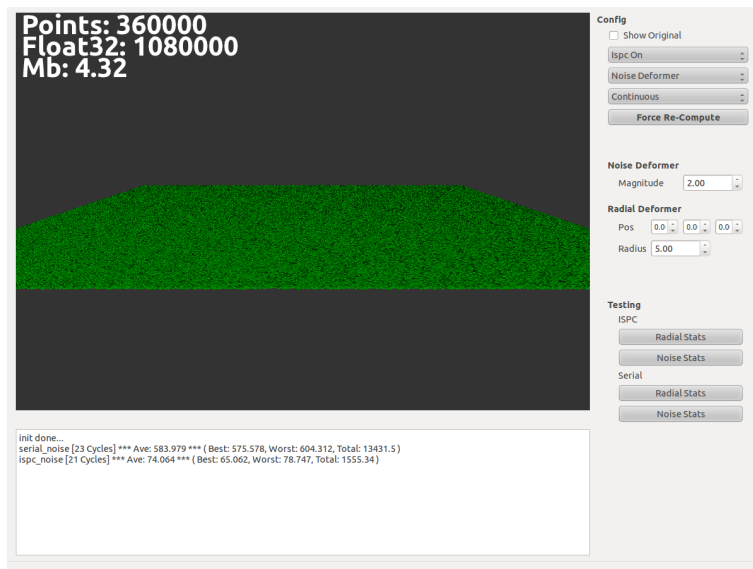 Points: 360000
Float32: 1080000
Mb: 4.32
Config
Show Original
Ispc On
Noise Deformer
Continuous
Force Re-Compute
Noise Deformer
Magnitude 2.00
Radial Deformer
Pos 0.0 0.0 0.0
Radius 5.00
Testing
ISPC
Radial Stats
Noise Stats
Serial
Radial Stats
Noise Stats
init done...
serial_noise [23 Cycles] *** Ave: 583.979 *** ( Best: 575.578, Worst: 604.312, Total: 13431.5 )
ispc_noise [21 Cycles] *** Ave: 74.064 *** ( Best: 65.062, Worst: 78.747, Total: 1555.34 )